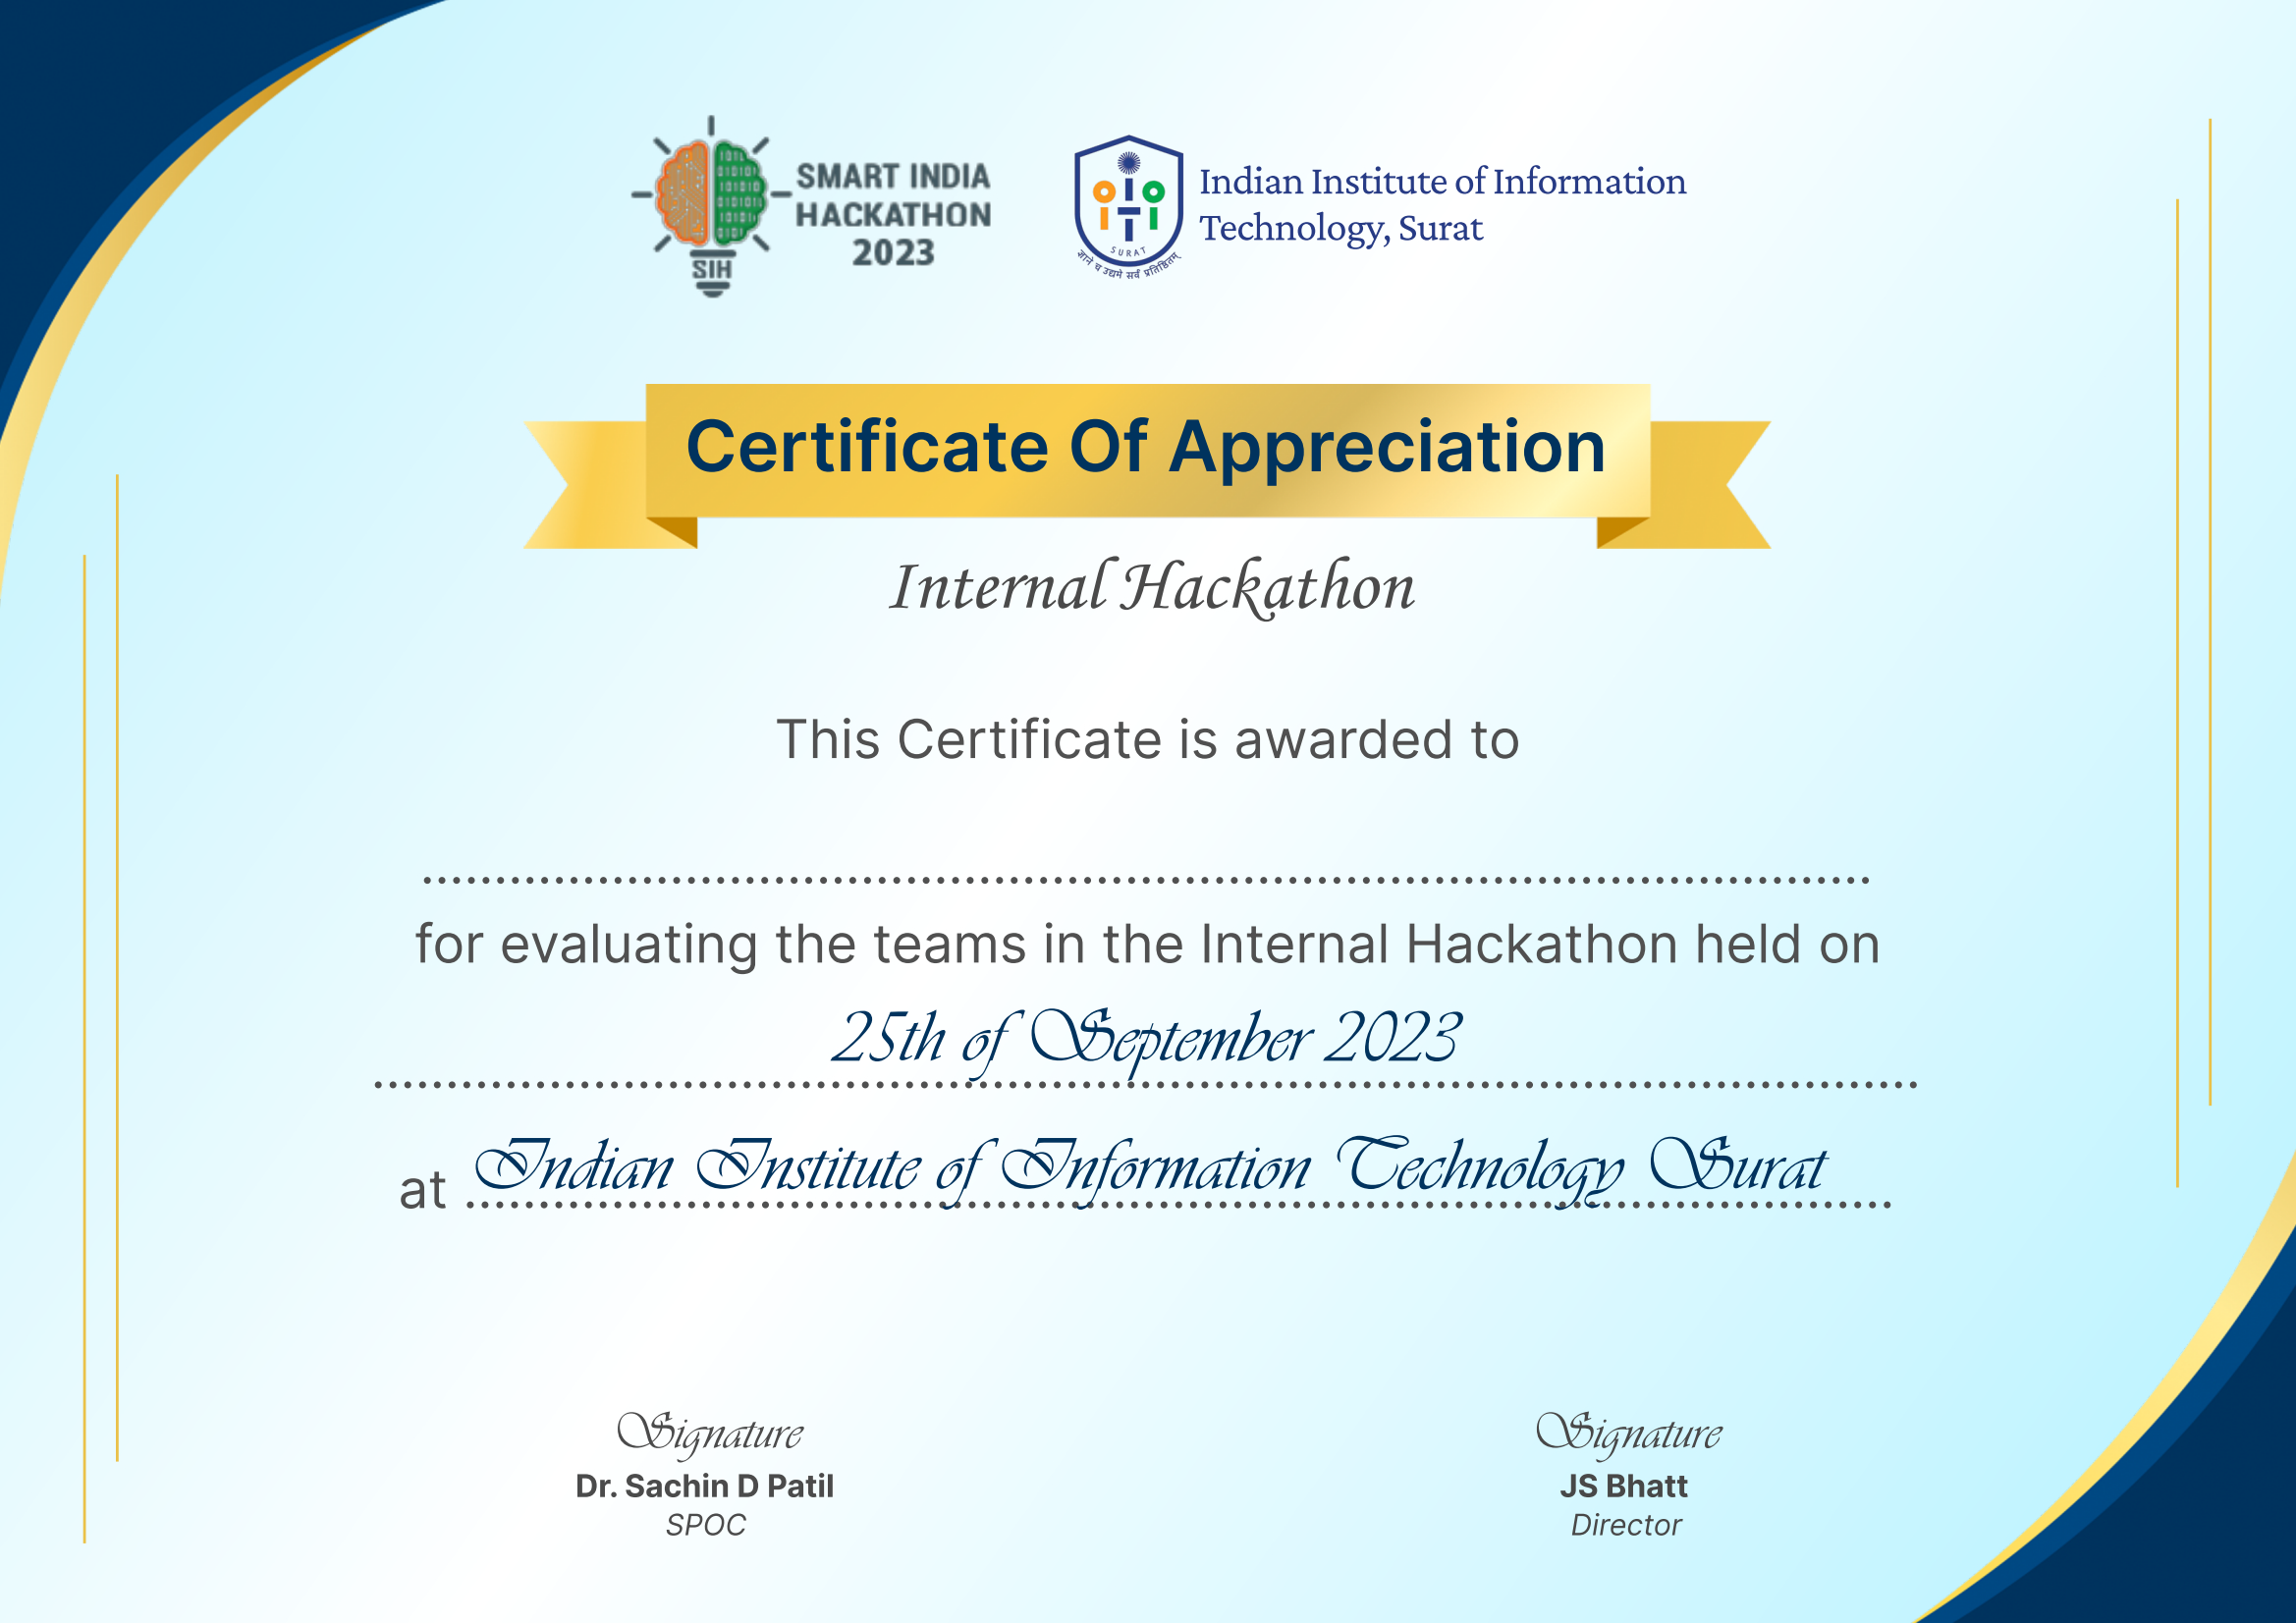 SMART INDIA
HACKATHON
2023
SIH
Indian Institute of Information
Technology, Surat
SURAT
ज्ञाने च उद्यमे सर्वं प्रतिष्ठितम्
Certificate Of Appreciation
Internal Hackathon
This Certificate is awarded to
for evaluating the teams in the Internal Hackathon held on
25th of September 2023
at Indian Institute of Information Technology Surat
Signature
Dr. Sachin D Patil
SPOC
Signature
JS Bhatt
Director